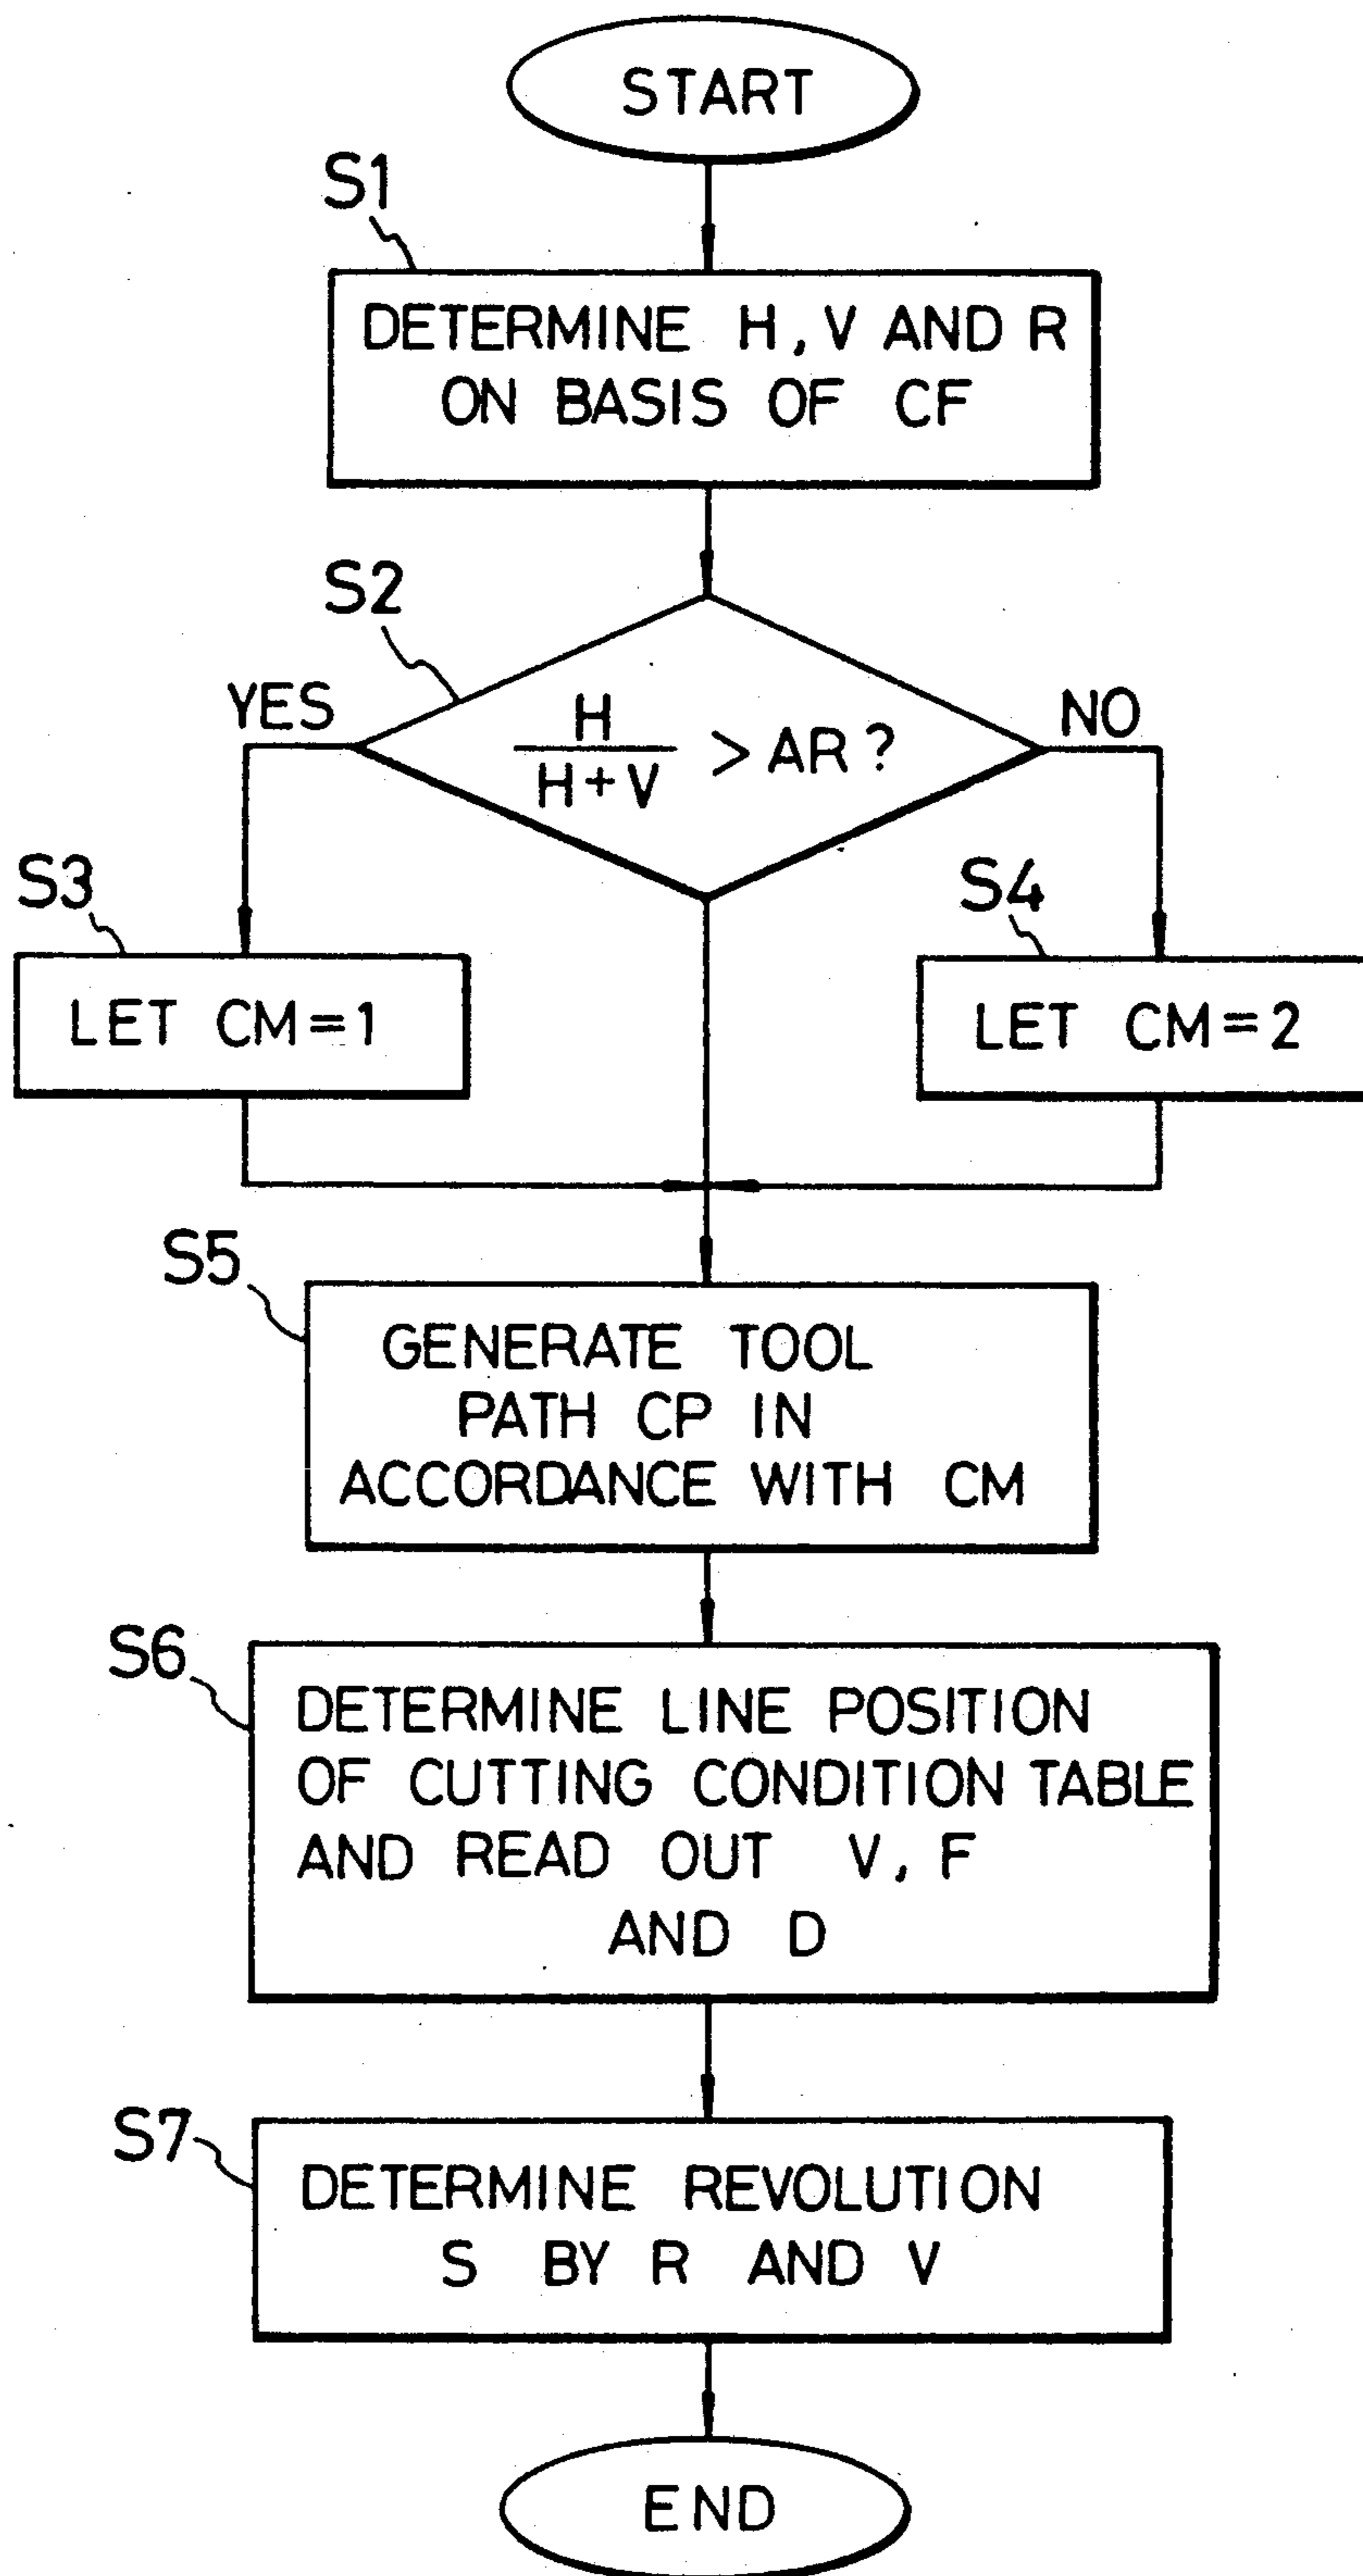 START
S1
DETERMINE H, V AND R
ON BASIS OF CF
S2
YES
H
H+V
> AR ?
NO
S3
LET CM=1
S4
LET CM=2
S5
GENERATE TOOL
PATH CP IN
ACCORDANCE WITH CM
S6
DETERMINE LINE POSITION
OF CUTTING CONDITION TABLE
AND READ OUT V, F
AND D
S7
DETERMINE REVOLUTION
S BY R AND V
END